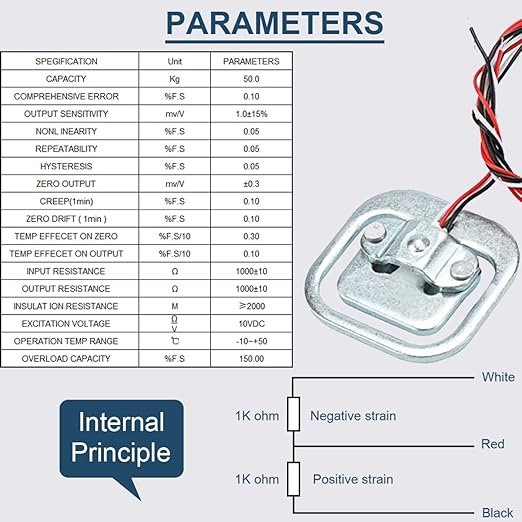 PARAMETERS
SPEGIFICATION Unit PARAMETERS
CAPACITY Kg 50.0
COMPREHENSIVE ERROR %F.S 0.10
OUTPUT SENSITIVITY mv/V 1.0±15%
NONL INEARITY %F.S 0.05
REPEATABILITY %F.S 0.05
HYSTERESIS %F.S 0.05
ZERO OUTPUT mv/V ±0.3
CREEP(1min) %F.S 0.10
ZERO DRIFT ( 1min ) %F.S 0.10
TEMP EFFECET ON ZERO %F.S/10 0.30
TEMP EFFECET ON OUTPUT %F.S/10 0.10
INPUT RESISTANCE Ω 1000±10
OUTPUT RESISTANCE Ω 1000±10
INSULAT ION RESISTANCE M ≥2000
EXCITATION VOLTAGE Ω V 10VDC
OPERATION TEMP RANGE ℃ -10~+50
OVERLOAD CAPACITY %F.S 150.00
Internal
Principle
White
1K ohm Negative strain
Red
1K ohm Positive strain
Black